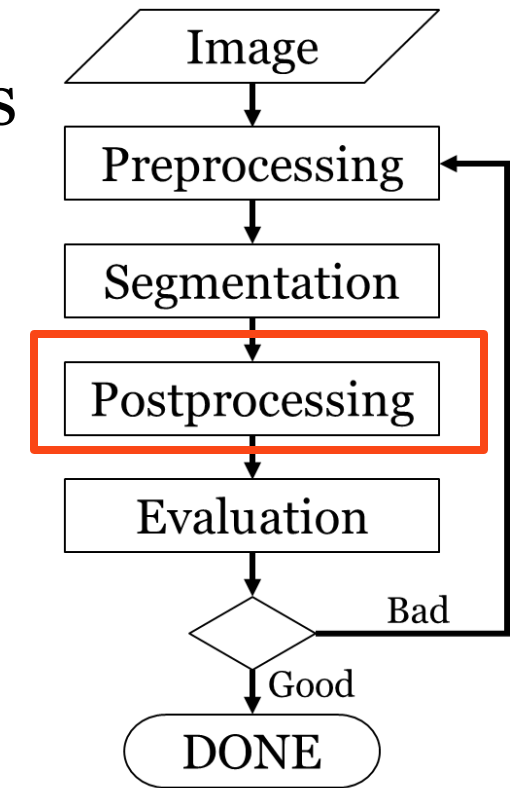 Image
s
Preprocessing
Segmentation
Postprocessing
Evaluation
Bad
Good
DONE